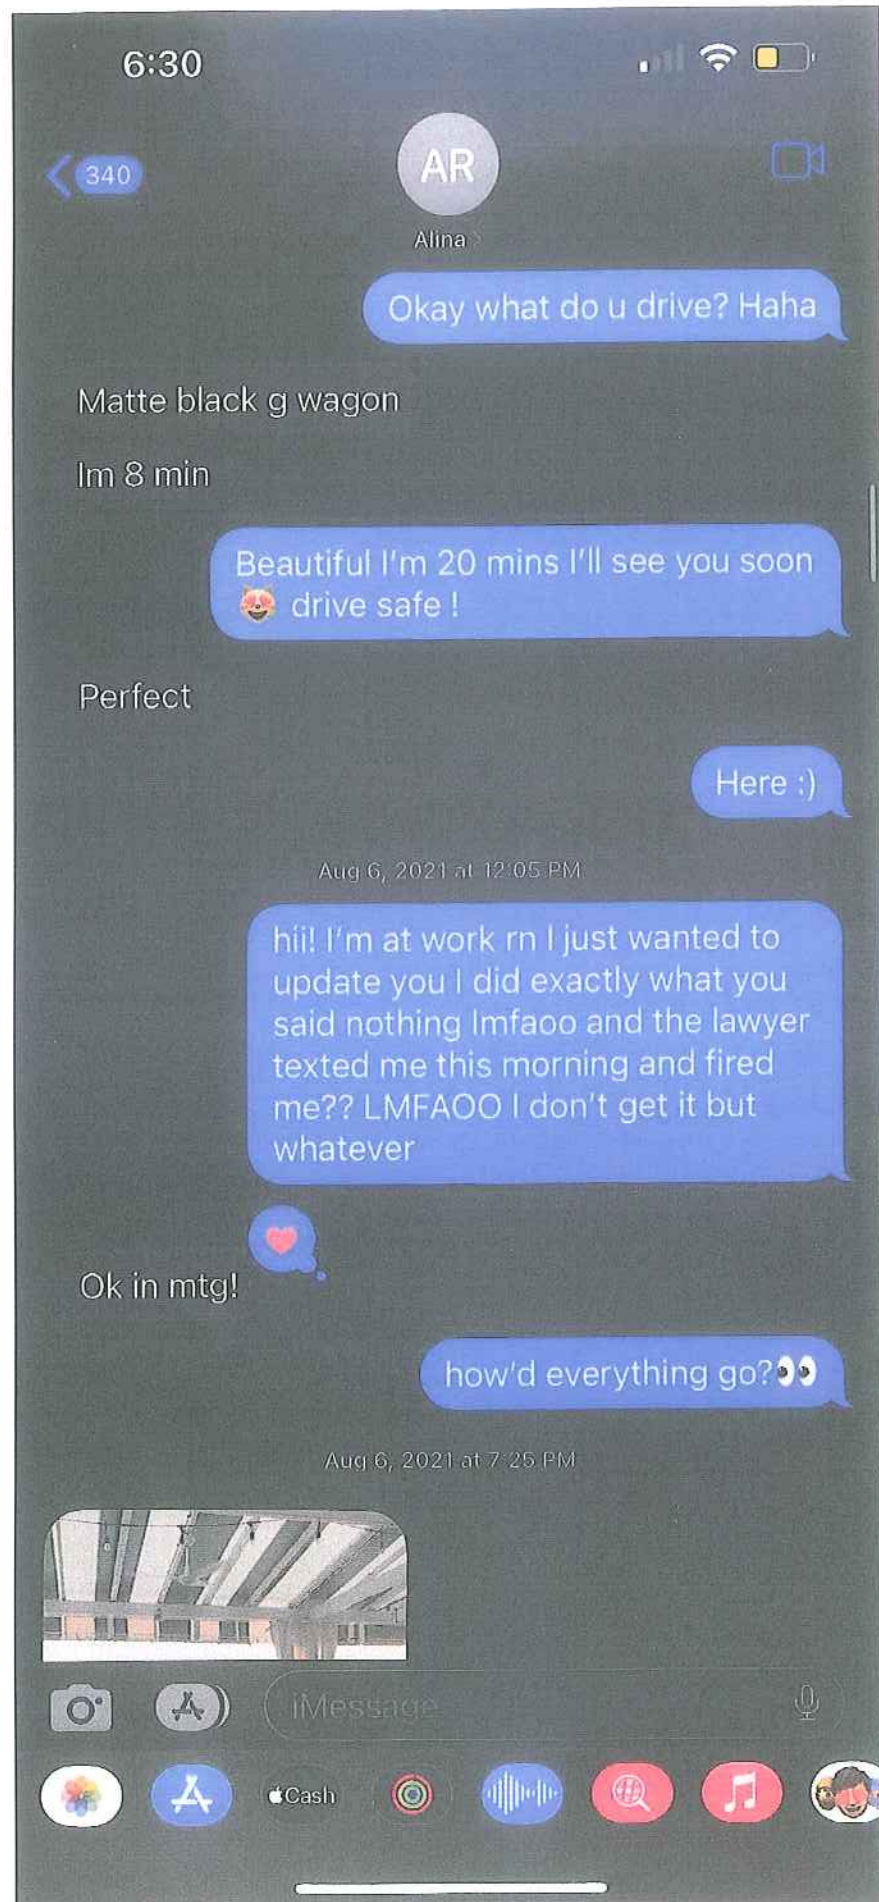 6:30
340
AR
Alina
Okay what do u drive? Haha
Matte black g wagon
Im 8 min
Beautiful I'm 20 mins I'll see you soon
😻 drive safe !
Perfect
Here :)
Aug 6, 2021 at 12:05 PM
hii! I'm at work rn I just wanted to
update you I did exactly what you
said nothing lmfaoo and the lawyer
texted me this morning and fired
me?? LMFAOO I don't get it but
whatever
Ok in mtg!
how'd everything go?👀
Aug 6, 2021 at 7:25 PM
iMessage
Cash